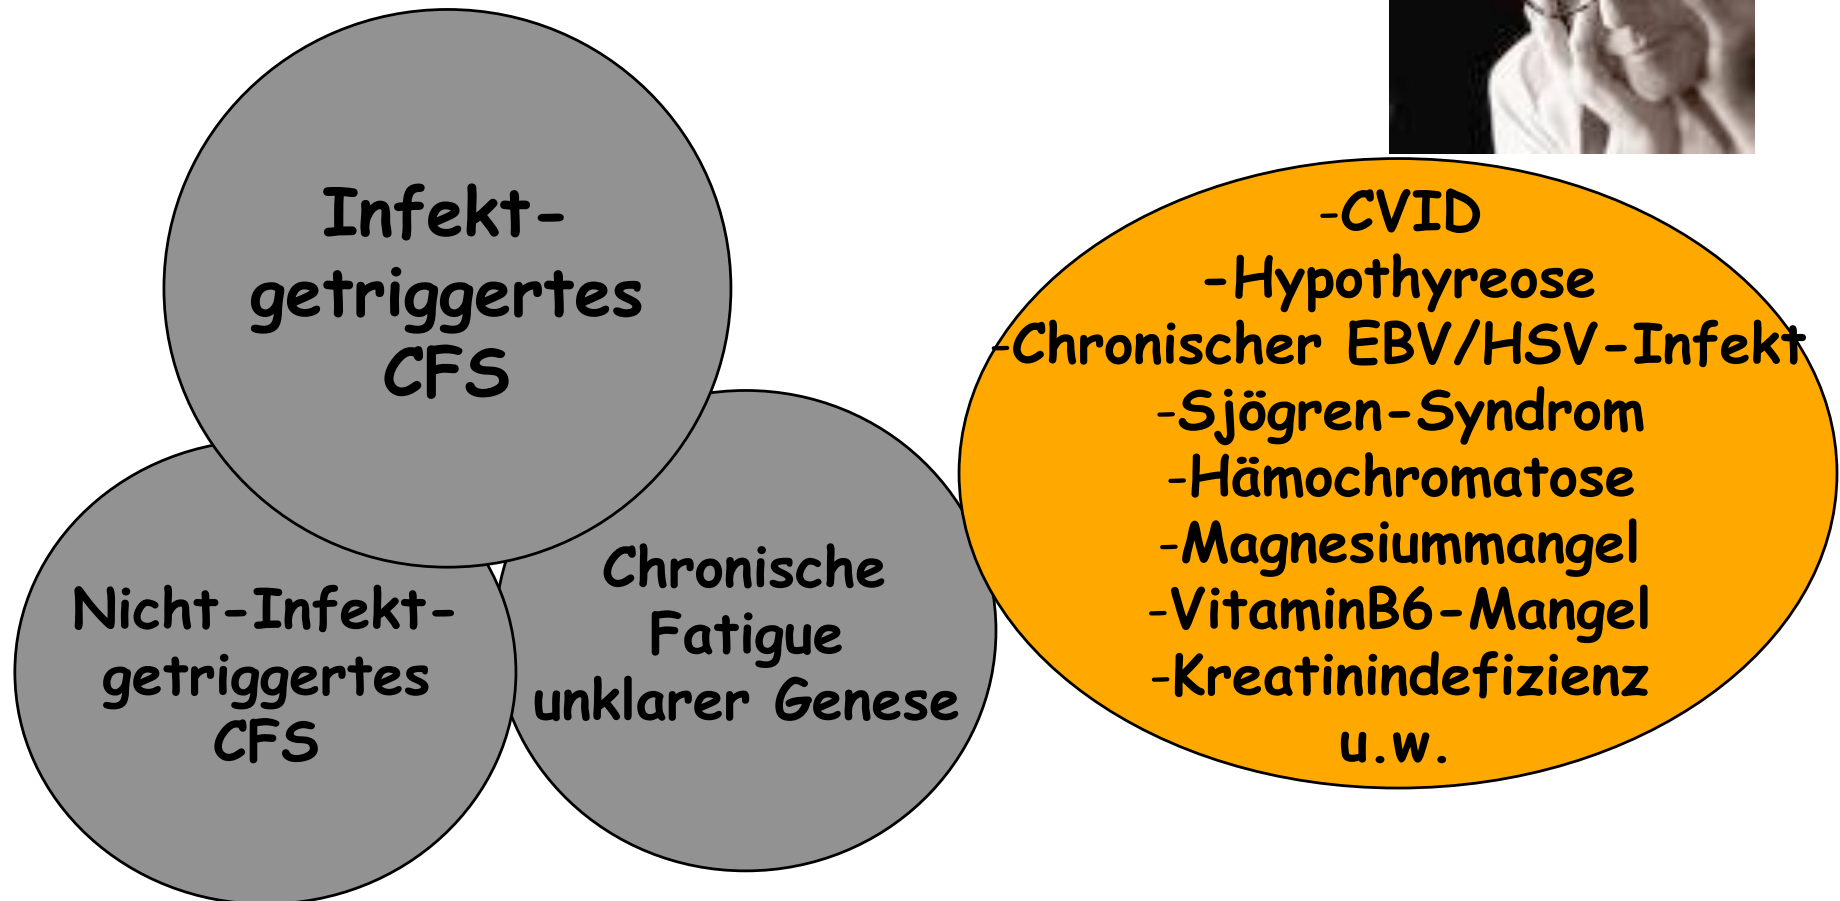 Infekt-
getriggertes
CFS
Nicht-Infekt-
getriggertes
CFS
Chronische
Fatigue
unklarer Genese
-CVID
-Hypothyreose
-Chronischer EBV/HSV-Infekt
-Sjögren-Syndrom
-Hämochromatose
-Magnesiummangel
-VitaminB6-Mangel
-Kreatinindefizienz
u.w.